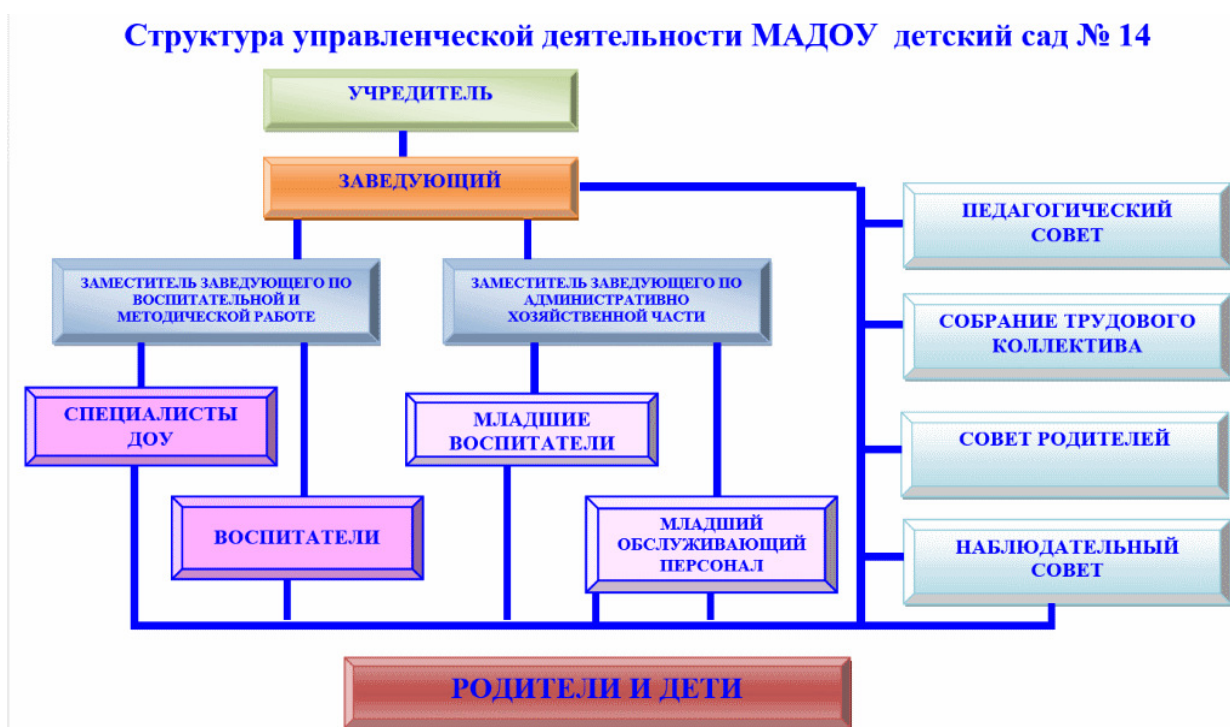 Структура управленческой деятельности МАДОУ детский сад № 14
УЧРЕДИТЕЛЬ
ЗАВЕДУЮЩИЙ
ПЕДАГОГИЧЕСКИЙ
СОВЕТ
ЗАМЕСТИТЕЛЬ ЗАВЕДУЮЩЕГО ПО
ВОСПИТАТЕЛЬНОЙ И
МЕТОДИЧЕСКОЙ РАБОТЕ
ЗАМЕСТИТЕЛЬ ЗАВЕДУЮЩЕГО ПО
АДМИНИСТРАТИВНО
ХОЗЯЙСТВЕННОЙ ЧАСТИ
СОБРАНИЕ ТРУДОВОГО
КОЛЛЕКТИВА
СПЕЦИАЛИСТЫ
ДОУ
МЛАДШИЕ
ВОСПИТАТЕЛИ
СОВЕТ РОДИТЕЛЕЙ
ВОСПИТАТЕЛИ
МЛАДШИЙ
ОБСЛУЖИВАЮЩИЙ
ПЕРСОНАЛ
НАБЛЮДАТЕЛЬНЫЙ
СОВЕТ
РОДИТЕЛИ И ДЕТИ